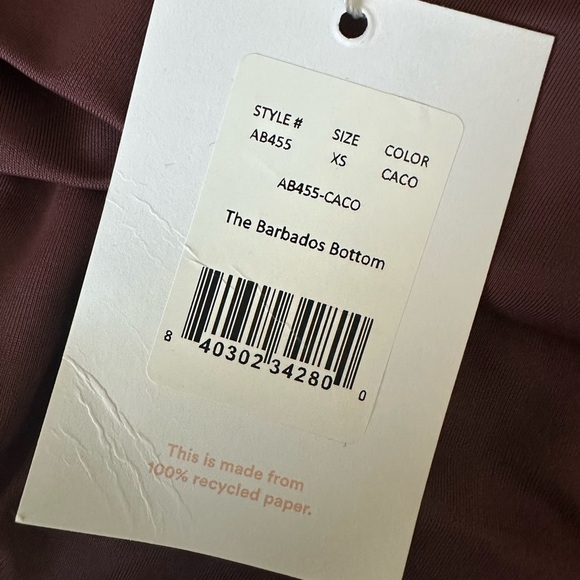 STYLE # SIZE COLOR
AB455 XS CACO
AB455-CACO
The Barbados Bottom
8 40302 34280 0
This is made from
100% recycled paper.